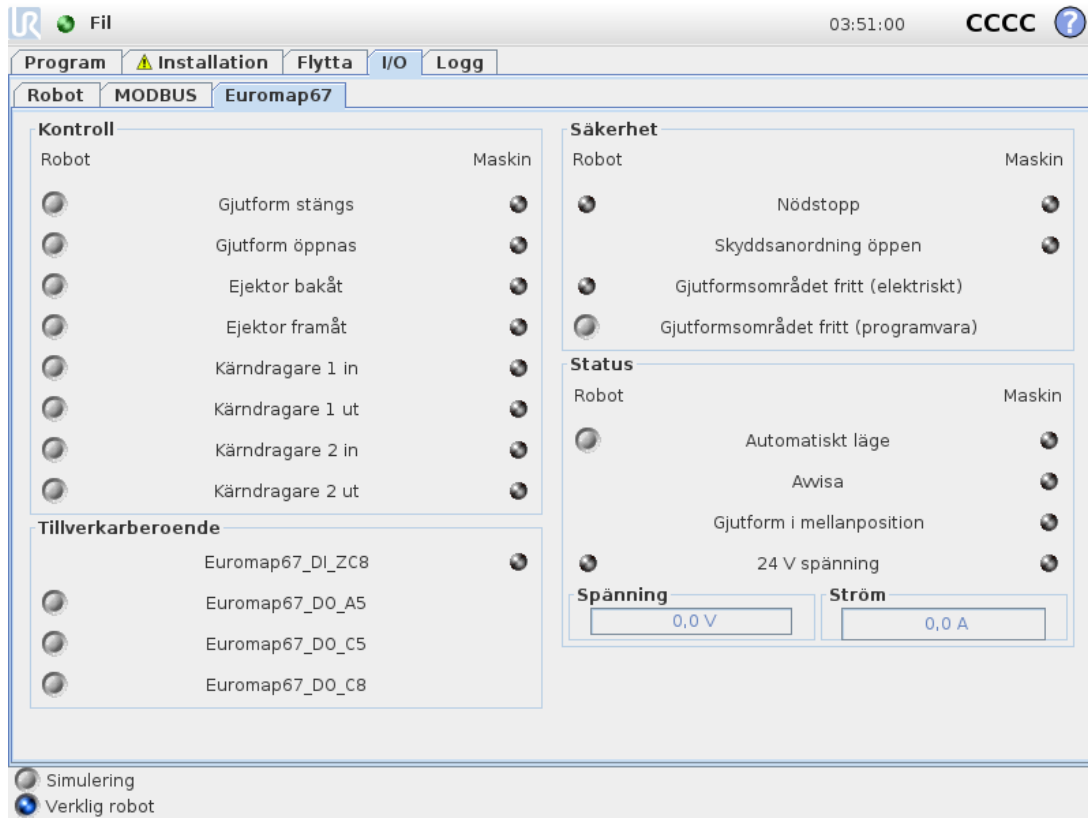 UR Fil 03:51:00 CCCC ?
Program Installation Flytta I/O Logg
Robot MODBUS Euromap67
Kontroll
Robot Maskin
Gjutform stängs
Gjutform öppnas
Ejektor bakåt
Ejektor framåt
Kärndragare 1 in
Kärndragare 1 ut
Kärndragare 2 in
Kärndragare 2 ut
Tillverkarberoende
Euromap67_DI_ZC8
Euromap67_DO_A5
Euromap67_DO_C5
Euromap67_DO_C8
Säkerhet
Robot Maskin
Nödstopp
Skyddsanordning öppen
Gjutformsområdet fritt (elektriskt)
Gjutformsområdet fritt (programvara)
Status
Robot Maskin
Automatiskt läge
Avvisa
Gjutform i mellanposition
24 V spänning
Spänning Ström
0,0 V 0,0 A
Simulering
Verklig robot